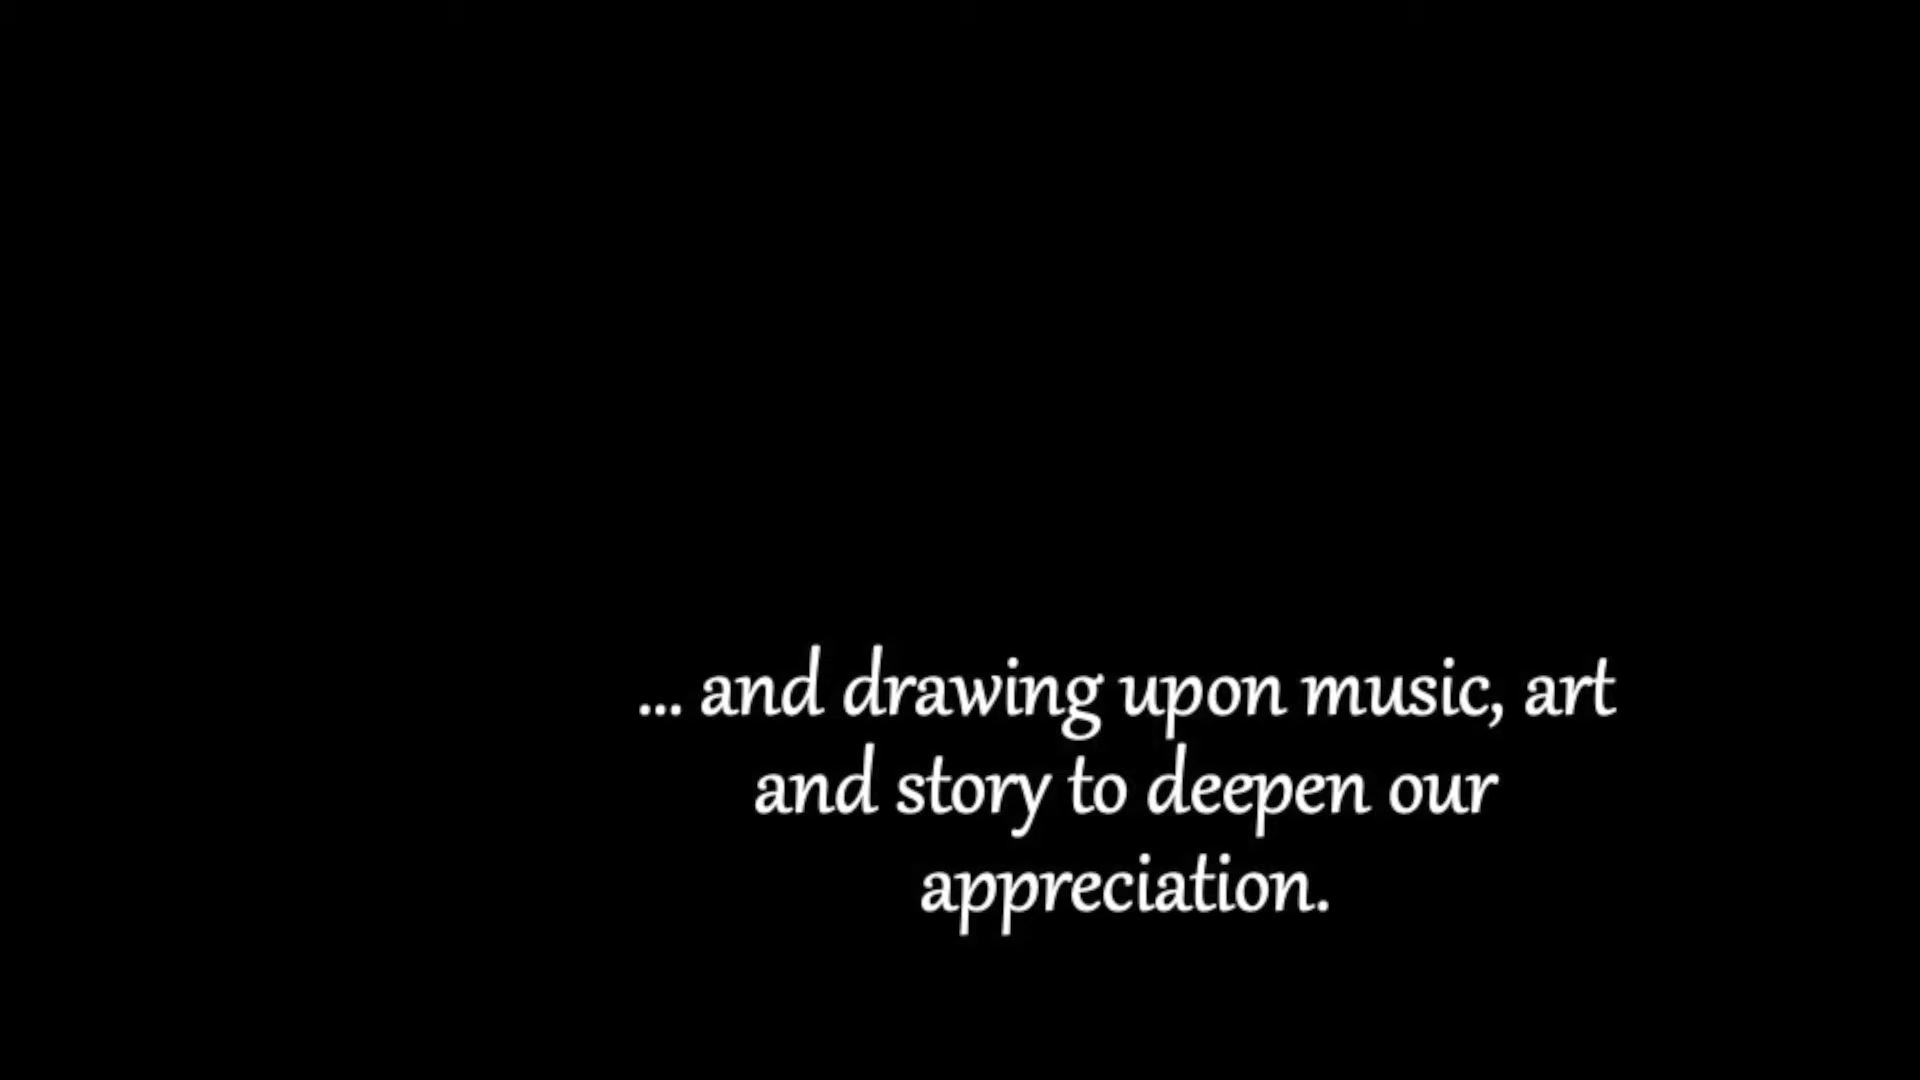 ... and drawing upon music, art
and story to deepen our
appreciation.